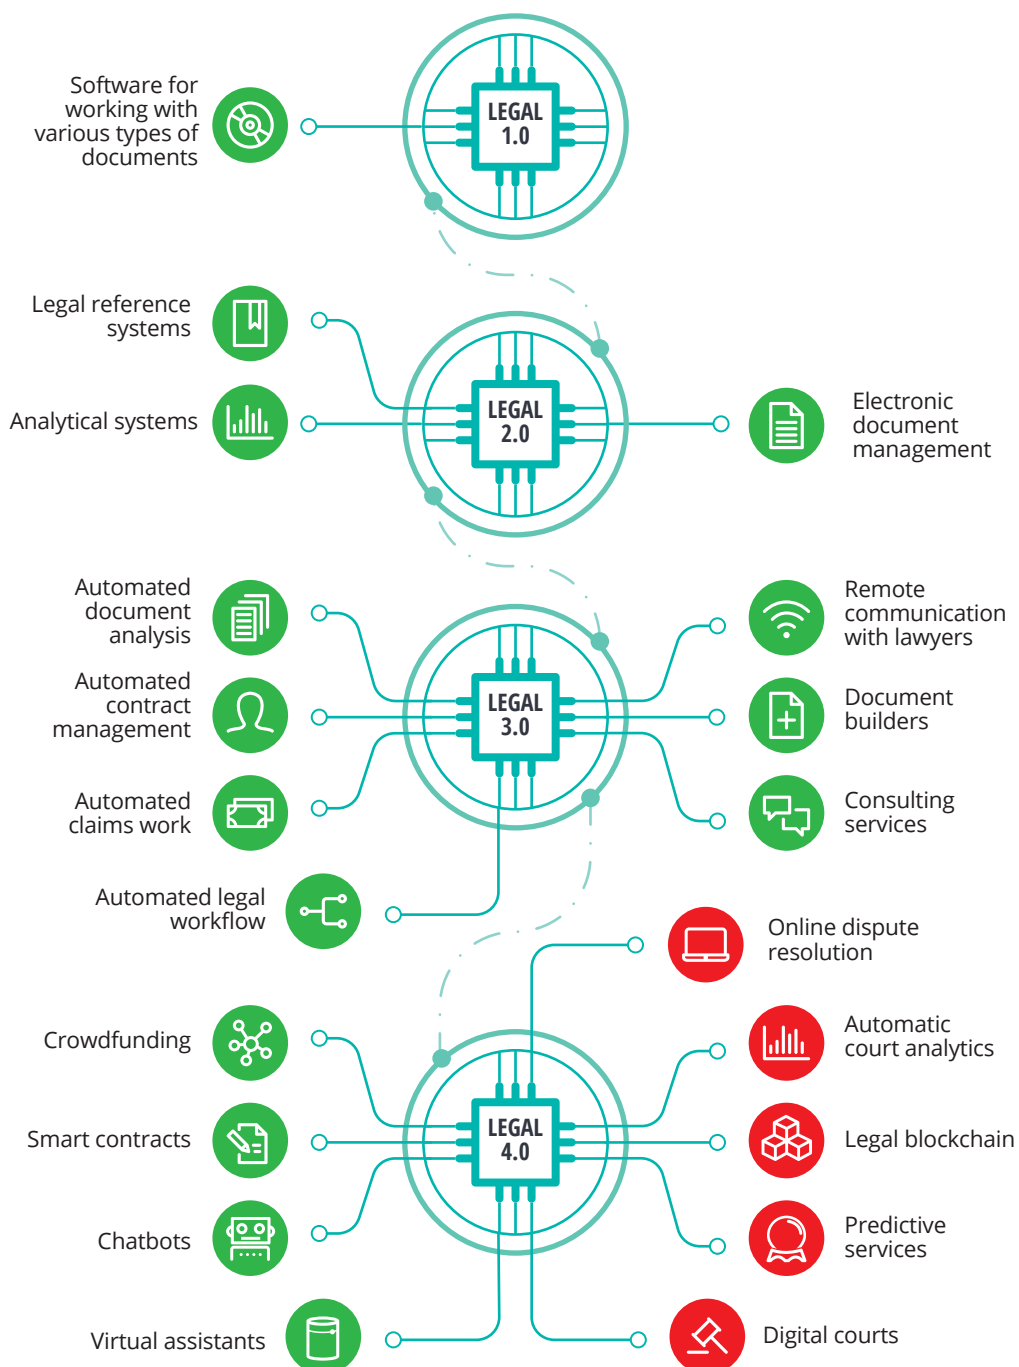 Software for
working with
various types of
documents
LEGAL
1.0
Legal reference
systems
Analytical systems
LEGAL
2.0
Electronic
document
management
Automated
document
analysis
Automated
contract
management
Automated
claims work
Automated legal
workflow
LEGAL
3.0
Remote
communication
with lawyers
Document
builders
Consulting
services
Online dispute
resolution
Crowdfunding
Smart contracts
Chatbots
Virtual assistants
LEGAL
4.0
Automatic
court analytics
Legal blockchain
Predictive
services
Digital courts